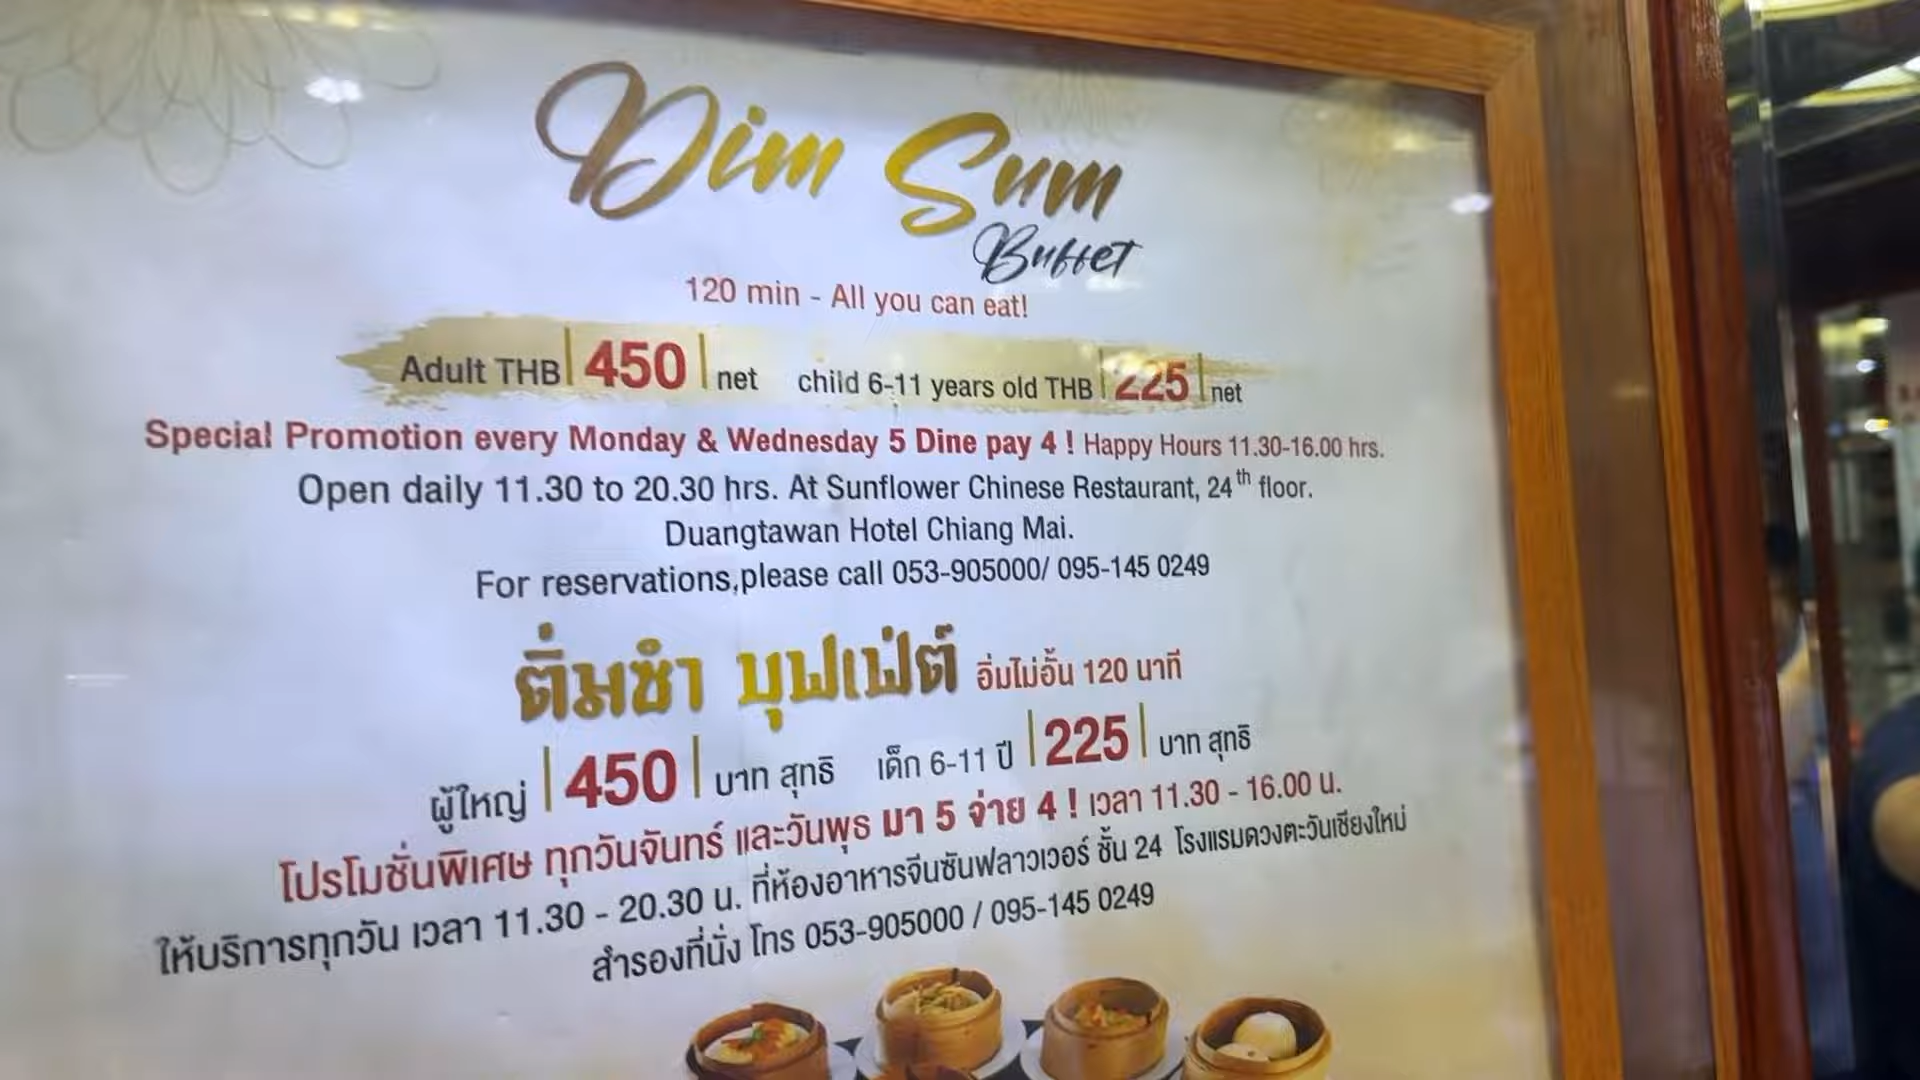 Dim Sum
Buffet
120 min - All you can eat!
Adult THB 450 net child 6-11 years old THB 225 net
Special Promotion every Monday & Wednesday 5 Dine pay 4 ! Happy Hours 11.30-16.00 hrs.
Open daily 11.30 to 20.30 hrs. At Sunflower Chinese Restaurant, 24th floor.
Duangtawan Hotel Chiang Mai.
For reservations,please call 053-905000/ 095-145 0249
ติ่มซำ บุฟเฟ่ต์ อิ่มไม่อั้น 120 นาที
ผู้ใหญ่ 450 บาท สุทธิ เด็ก 6-11 ปี 225 บาท สุทธิ
โปรโมชั่นพิเศษ ทุกวันจันทร์ และวันพุธ มา 5 จ่าย 4 ! เวลา 11.30 - 16.00 น.
ให้บริการทุกวัน เวลา 11.30 - 20.30 น. ที่ห้องอาหารจีนซันฟลาวเวอร์ ชั้น 24 โรงแรมดวงตะวันเชียงใหม่
สำรองที่นั่ง โทร 053-905000 / 095-145 0249